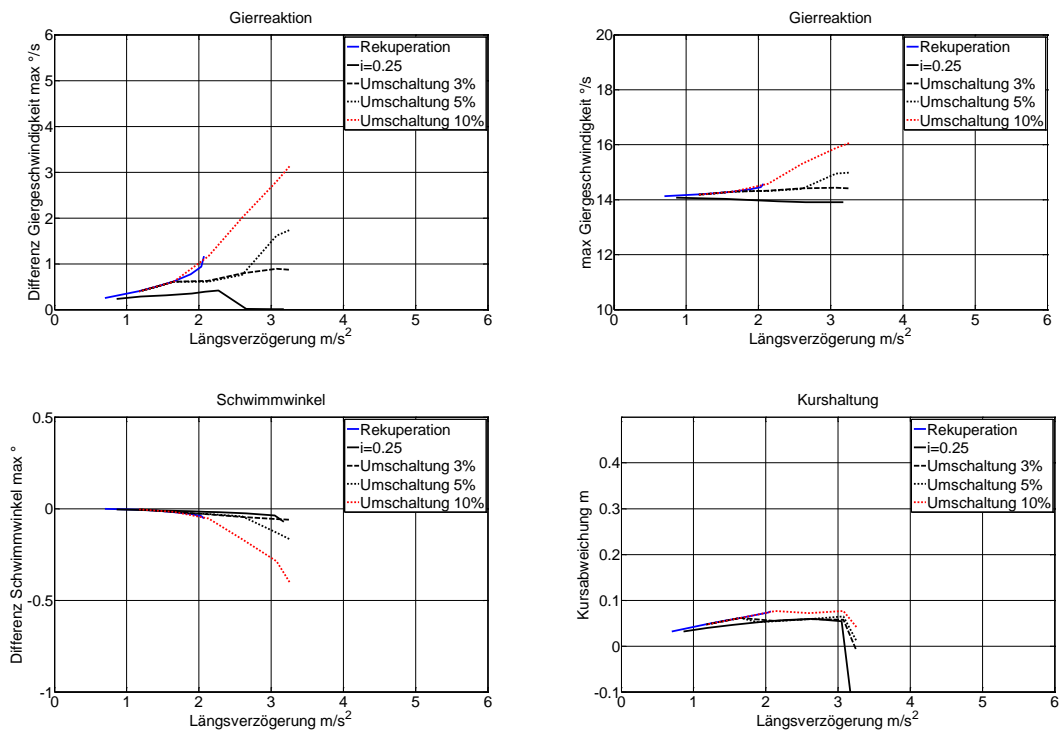 Gierreaktion
Differenz Giergeschwindigkeit max °/s
6
5
4
3
2
1
0
0 1 2 3 4 5 6
Längsverzögerung m/s²
Rekuperation
i=0.25
Umschaltung 3%
Umschaltung 5%
Umschaltung 10%
Gierreaktion
max Giergeschwindigkeit °/s
20
18
16
14
12
10
0 1 2 3 4 5 6
Längsverzögerung m/s²
Rekuperation
i=0.25
Umschaltung 3%
Umschaltung 5%
Umschaltung 10%
Schwimmwinkel
Differenz Schwimmwinkel max °
0.5
0
-0.5
-1
0 1 2 3 4 5 6
Längsverzögerung m/s²
Rekuperation
i=0.25
Umschaltung 3%
Umschaltung 5%
Umschaltung 10%
Kurshaltung
Kursabweichung m
0.4
0.3
0.2
0.1
0
-0.1
0 1 2 3 4 5 6
Längsverzögerung m/s²
Rekuperation
i=0.25
Umschaltung 3%
Umschaltung 5%
Umschaltung 10%